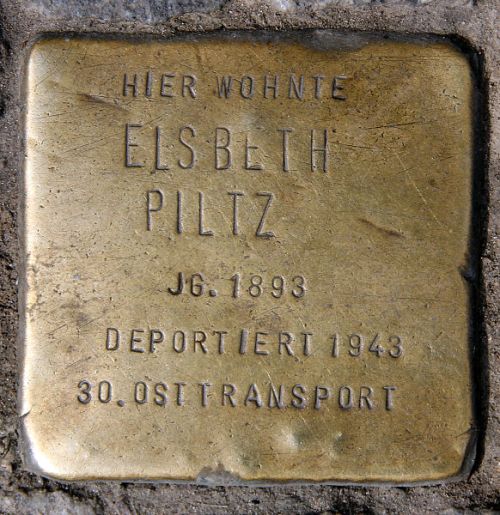 HIER WOHNTE
ELSBETH
PILTZ
JG. 1893
DEPORTIERT 1943
30. OSTTRANSPORT